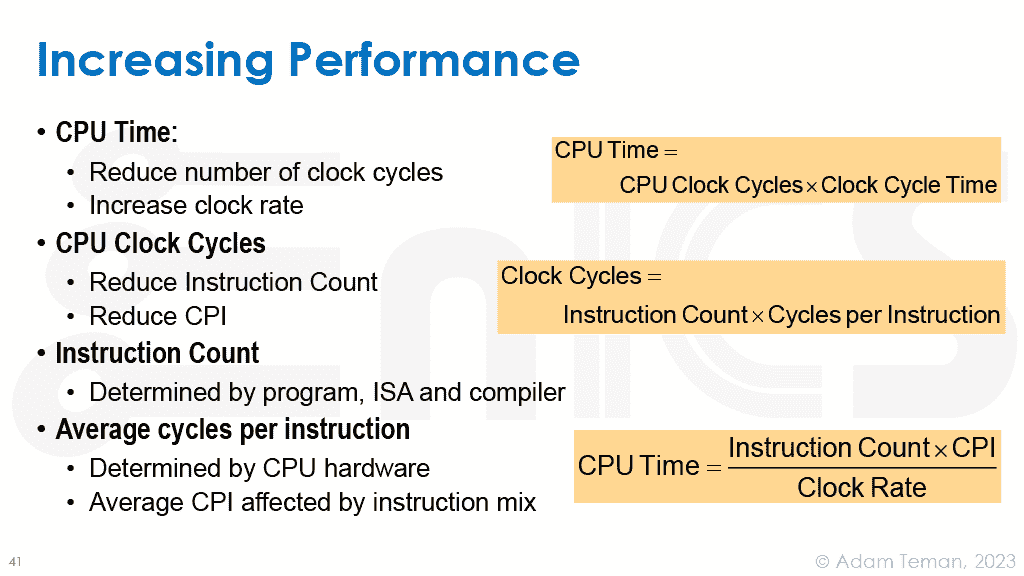 Increasing Performance
• CPU Time:
• Reduce number of clock cycles
• Increase clock rate
• CPU Clock Cycles
• Reduce Instruction Count
• Reduce CPI
• Instruction Count
• Determined by program, ISA and compiler
• Average cycles per instruction
• Determined by CPU hardware
• Average CPI affected by instruction mix
CPU Time =
CPU Clock Cycles × Clock Cycle Time
Clock Cycles =
Instruction Count × Cycles per Instruction
CPU Time = Instruction Count × CPI
Clock Rate
EnICS
41
© Adam Teman, 2023